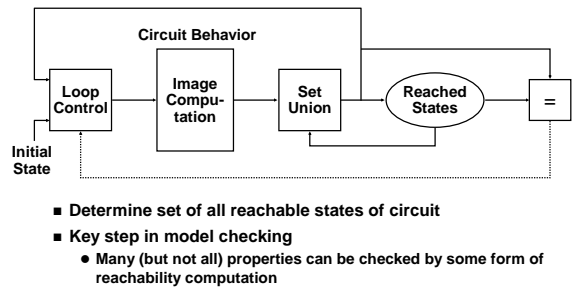 Circuit Behavior
Loop
Control
Image
Compu-
tation
Set
Union
Reached
States
=
Initial
State
■ Determine set of all reachable states of circuit
■ Key step in model checking
● Many (but not all) properties can be checked by some form of
reachability computation